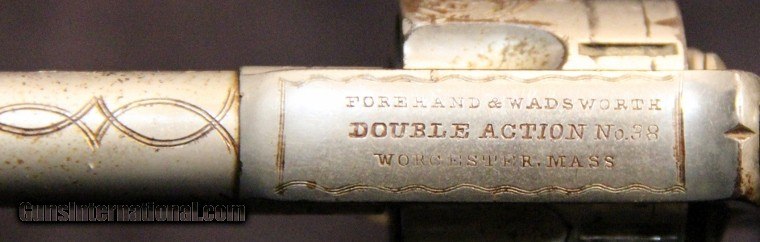 FOREHAND & WADSWORTH
DOUBLE ACTION No.38
WORCESTER, MASS
GunsInternational.com